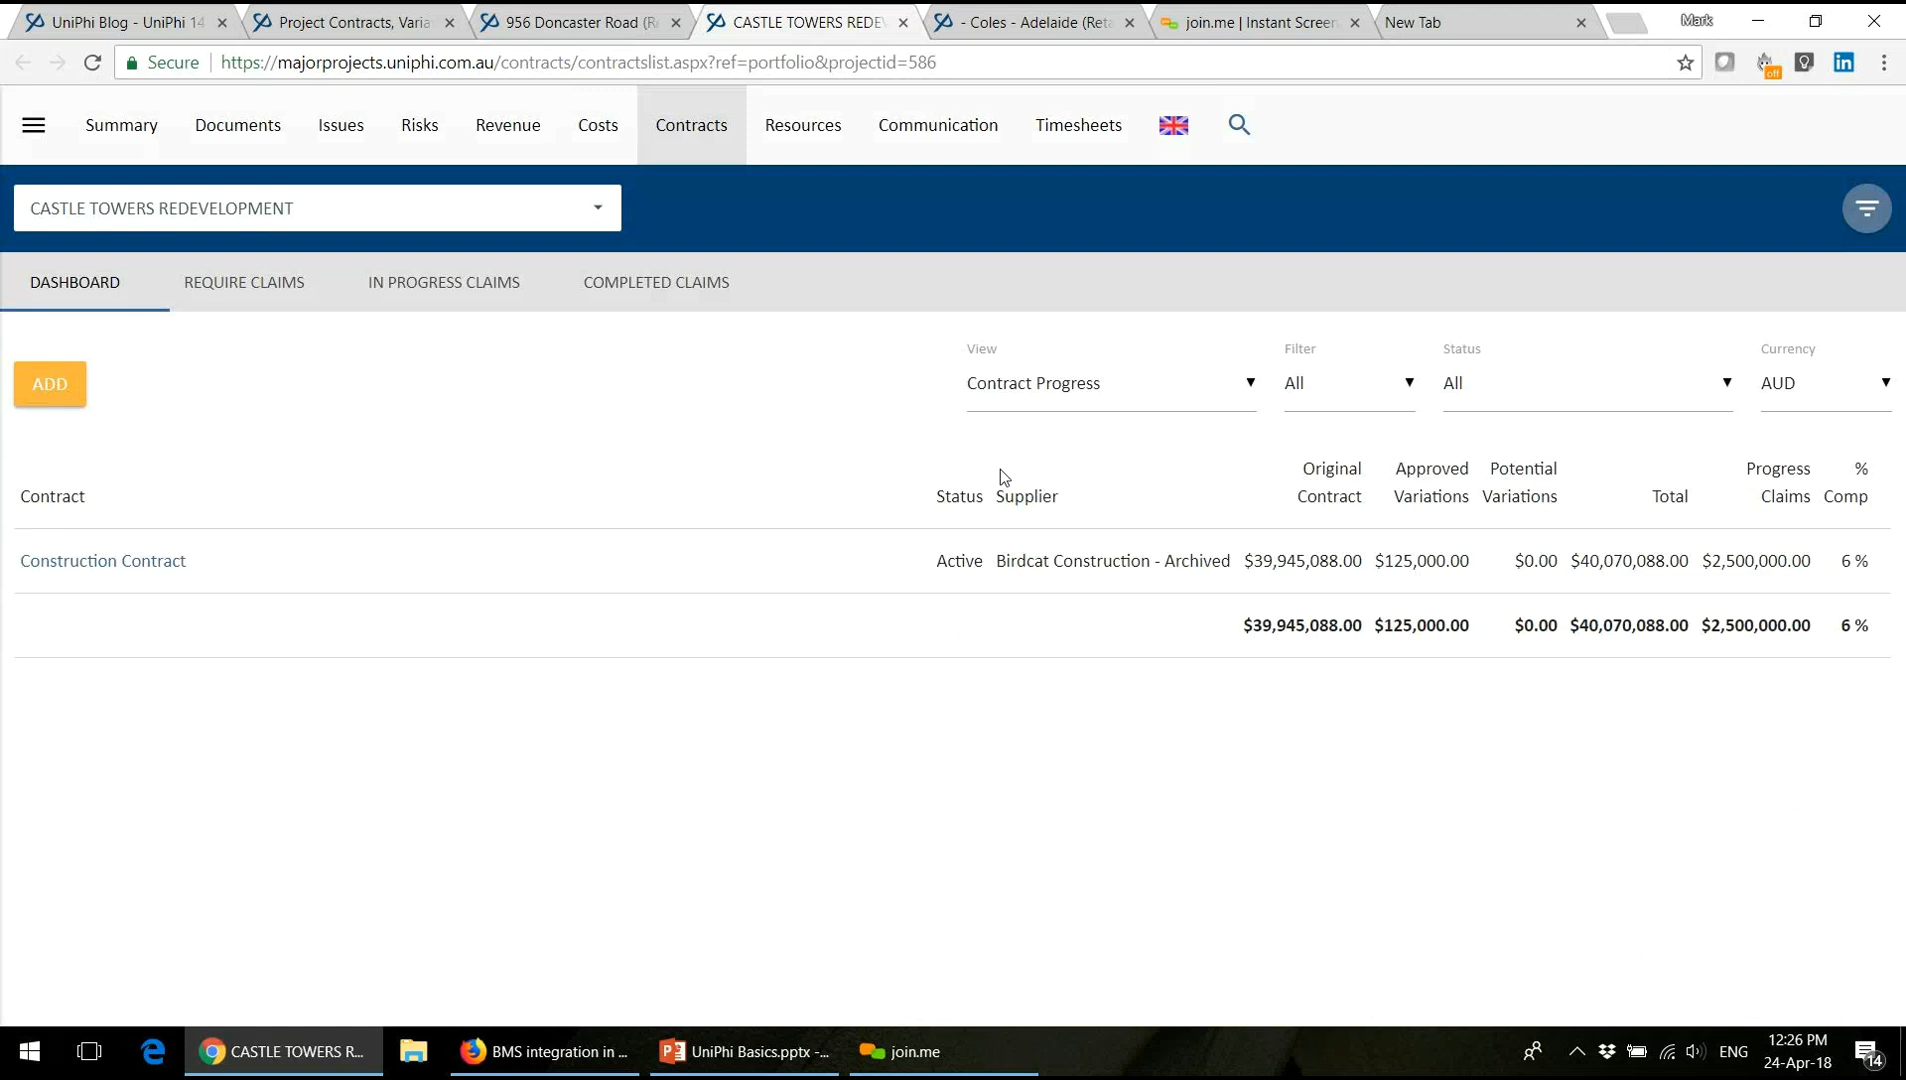 UniPhi Blog - UniPhi 14
Project Contracts, Varia
956 Doncaster Road (Re
CASTLE TOWERS REDEV
- Coles - Adelaide (Reta
join.me | Instant Screen
New Tab
Mark
Secure
https://majorprojects.uniphi.com.au/contracts/contractslist.aspx?ref=portfolio&projectid=586
off
in
Summary
Documents
Issues
Risks
Revenue
Costs
Contracts
Resources
Communication
Timesheets
CASTLE TOWERS REDEVELOPMENT
DASHBOARD
REQUIRE CLAIMS
IN PROGRESS CLAIMS
COMPLETED CLAIMS
View
Filter
Status
Currency
ADD
Contract Progress
All
All
AUD
Original Approved Potential Progress %
Contract Status Supplier Contract Variations Variations Total Claims Comp
Construction Contract Active Birdcat Construction - Archived $39,945,088.00 $125,000.00 $0.00 $40,070,088.00 $2,500,000.00 6 %
$39,945,088.00 $125,000.00 $0.00 $40,070,088.00 $2,500,000.00 6 %
CASTLE TOWERS R...
BMS integration in ...
UniPhi Basics.pptx -...
join.me
ENG
12:26 PM
24-Apr-18
14